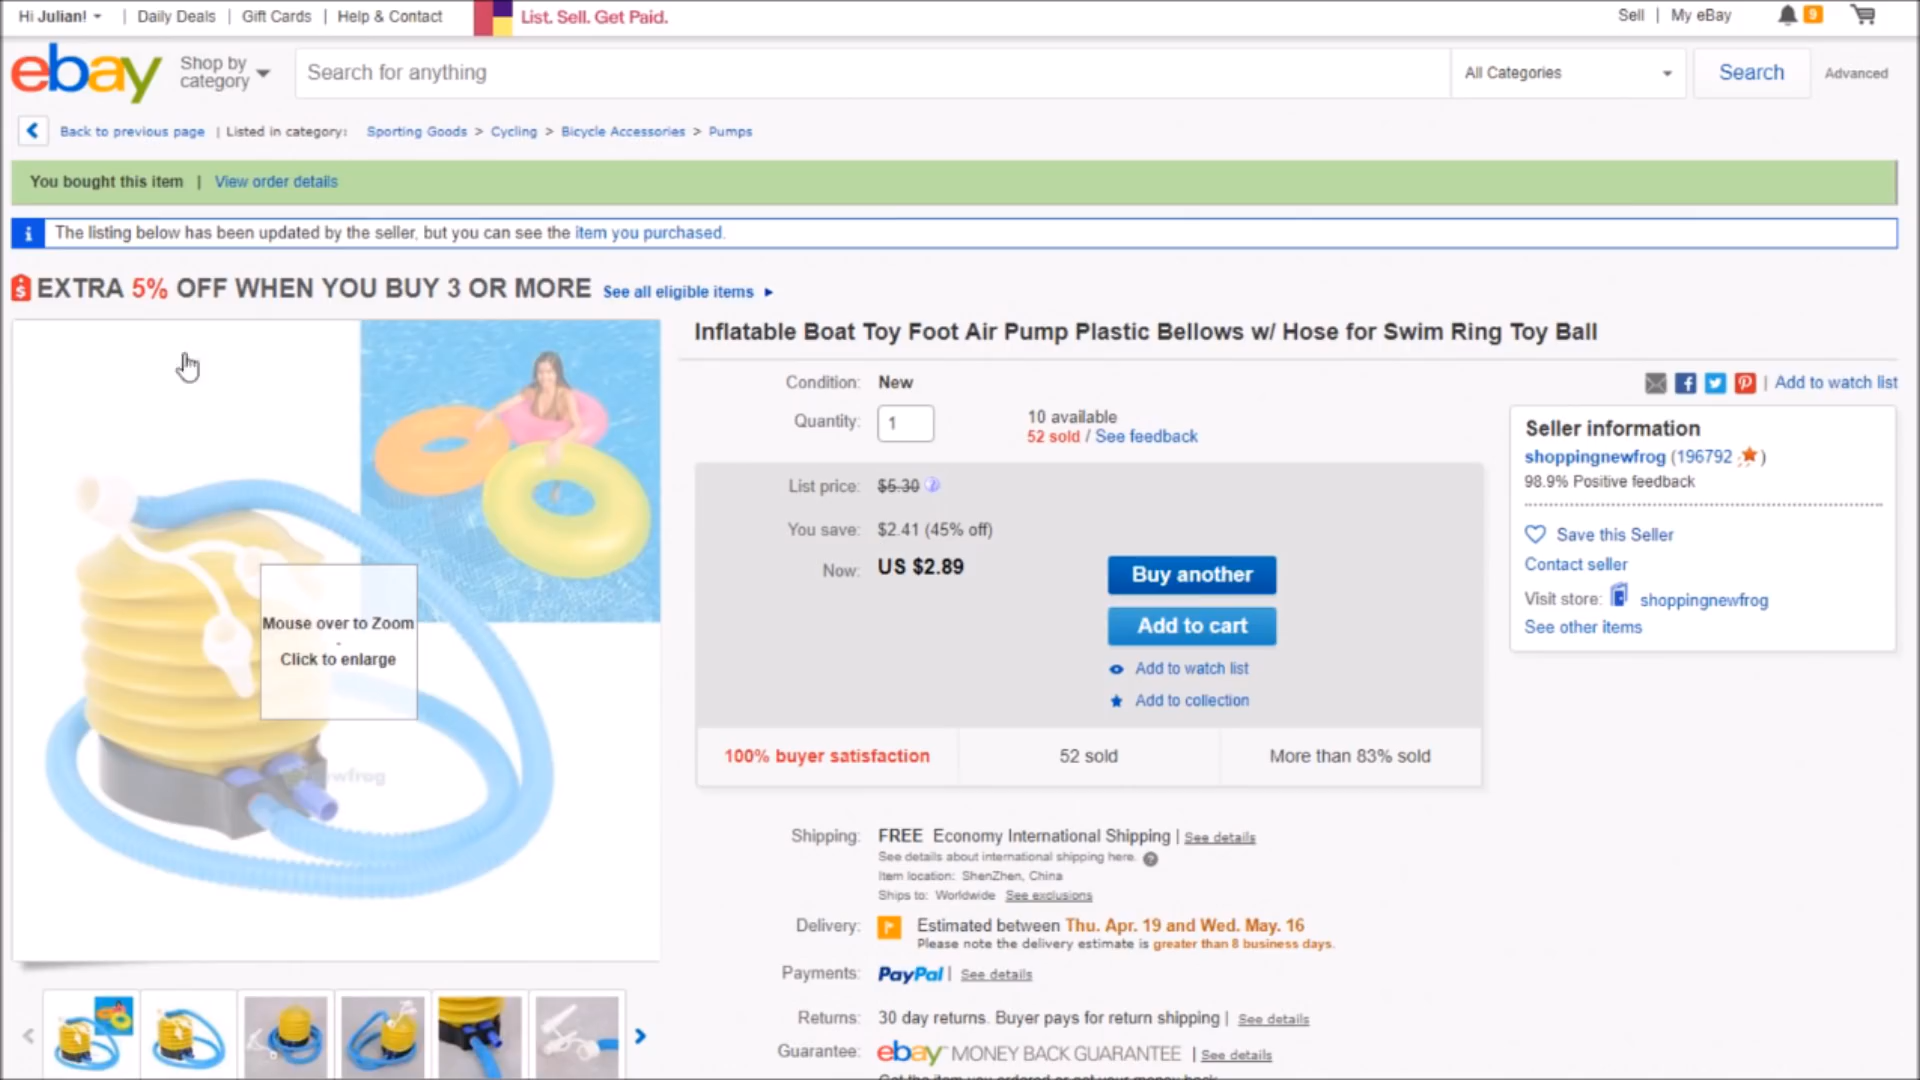 Hi Julian! | Daily Deals | Gift Cards | Help & Contact
List. Sell. Get Paid.
Sell | My eBay
9
ebay
Shop by
category
Search for anything
All Categories
Search
Advanced
Back to previous page | Listed in category: Sporting Goods > Cycling > Bicycle Accessories > Pumps
You bought this item | View order details
i The listing below has been updated by the seller, but you can see the item you purchased.
$ EXTRA 5% OFF WHEN YOU BUY 3 OR MORE See all eligible items
Inflatable Boat Toy Foot Air Pump Plastic Bellows w/ Hose for Swim Ring Toy Ball
Mouse over to Zoom
-
Click to enlarge
wfrog
Condition: New
Quantity: 1
10 available
52 sold / See feedback
List price: $5.30
You save: $2.41 (45% off)
Now: US $2.89
Buy another
Add to cart
Add to watch list
Add to collection
100% buyer satisfaction
52 sold
More than 83% sold
Shipping: FREE Economy International Shipping | See details
See details about international shipping here. ?
Item location: ShenZhen, China
Ships to: Worldwide See exclusions
Delivery: Estimated between Thu. Apr. 19 and Wed. May. 16
Please note the delivery estimate is greater than 8 business days.
Payments: PayPal | See details
Returns: 30 day returns. Buyer pays for return shipping | See details
Guarantee: ebay MONEY BACK GUARANTEE | See details
Get the item you ordered or get your money back.
| Add to watch list
Seller information
shoppingnewfrog (196792 )
98.9% Positive feedback
Save this Seller
Contact seller
Visit store: shoppingnewfrog
See other items